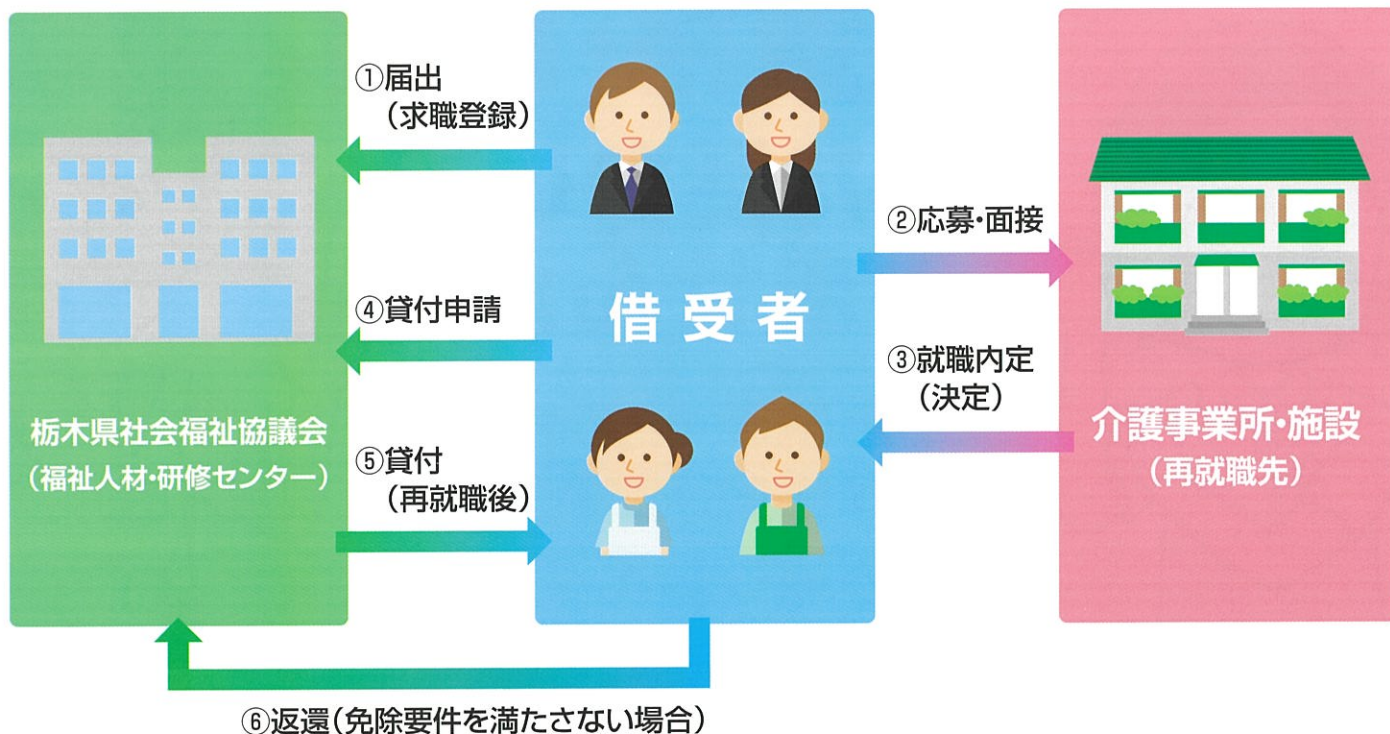 ①届出
(求職登録)
②応募・面接
④貸付申請
借受者
③就職内定
(決定)
栃木県社会福祉協議会
(福祉人材・研修センター)
⑤貸付
(再就職後)
介護事業所・施設
(再就職先)
⑥返還(免除要件を満たさない場合)